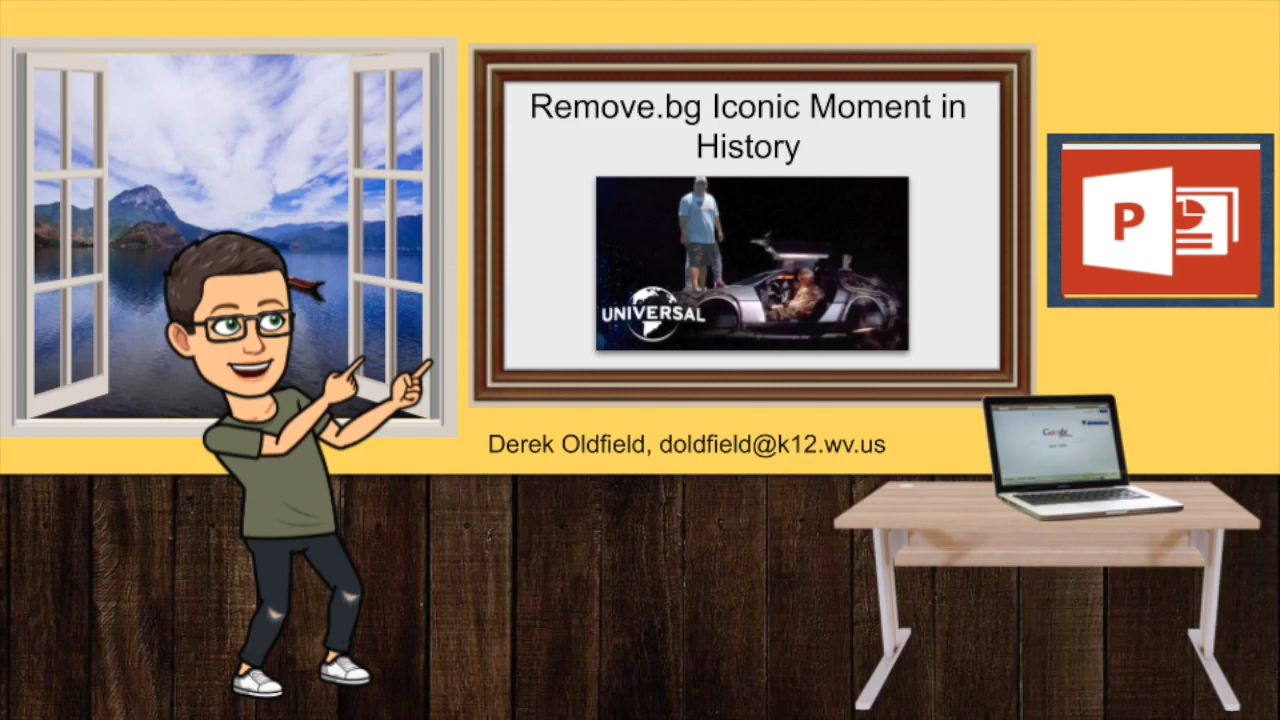 Remove.bg Iconic Moment in
History
UNIVERSAL
P
Derek Oldfield, doldfield@k12.wv.us
Google